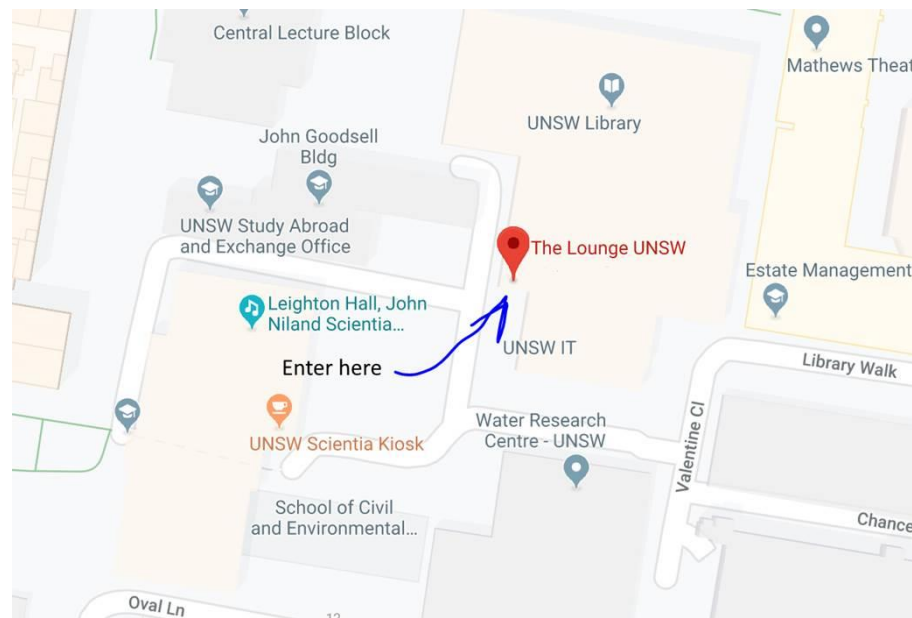 Central Lecture Block
Mathews Theat
UNSW Library
John Goodsell
Bldg
UNSW Study Abroad
and Exchange Office
The Lounge UNSW
Estate Management
Leighton Hall, John
Niland Scientia...
UNSW IT
Enter here
Library Walk
UNSW Scientia Kiosk
Water Research
Centre - UNSW
Valentine Cl
School of Civil
and Environmental...
Chance
Oval Ln